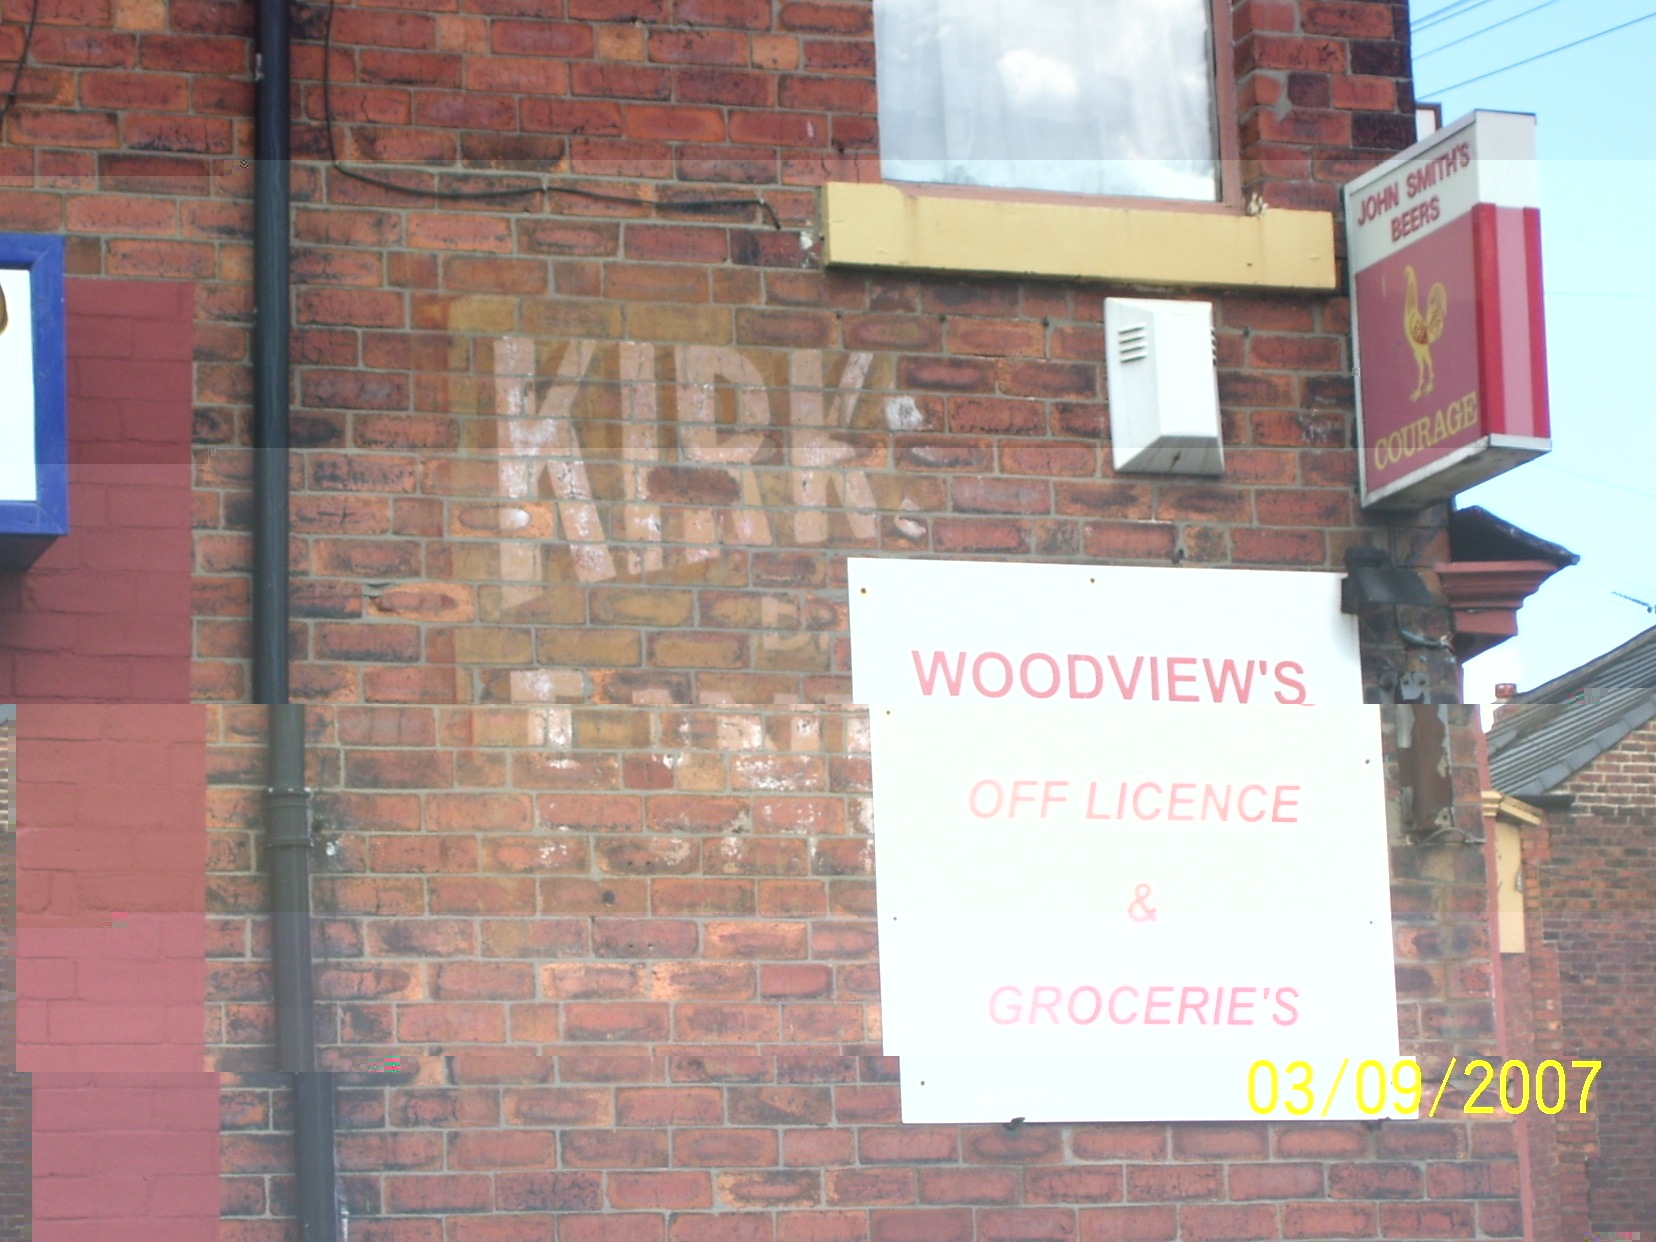 JOHN SMITH'S
BEERS
COURAGE
KIRK
WOODVIEW'S
OFF LICENCE
&
GROCERIE'S
03/09/2007